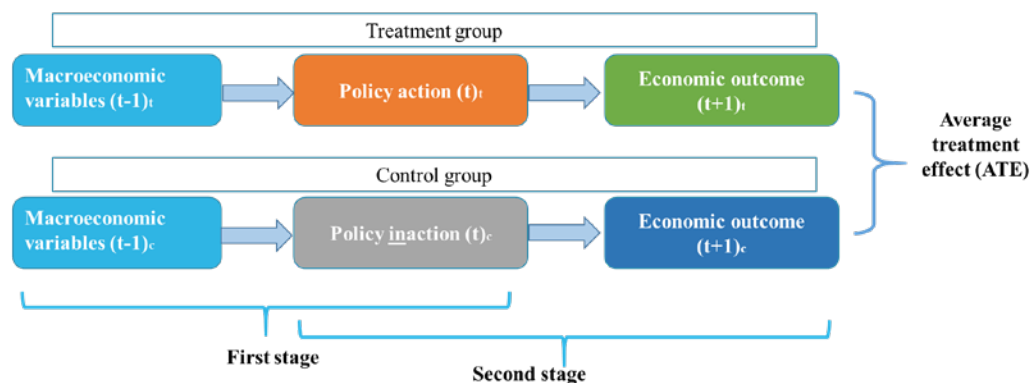 Treatment group
Macroeconomic
variables (t-1)t
Policy action (t)t
Economic outcome
(t+1)t
Average
treatment
effect (ATE)
Control group
Macroeconomic
variables (t-1)c
Policy inaction (t)c
Economic outcome
(t+1)c
First stage
Second stage